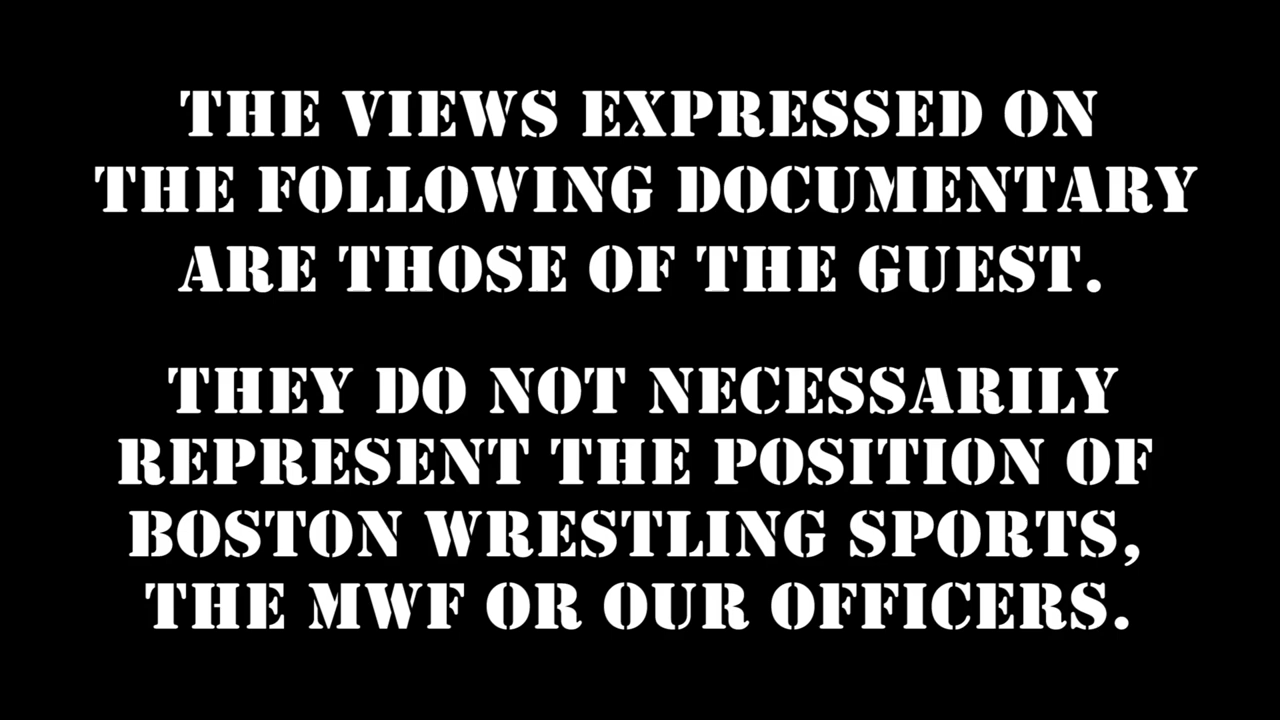 THE VIEWS EXPRESSED ON
THE FOLLOWING DOCUMENTARY
ARE THOSE OF THE GUEST.
THEY DO NOT NECESSARILY
REPRESENT THE POSITION OF
BOSTON WRESTLING SPORTS,
THE MWF OR OUR OFFICERS.